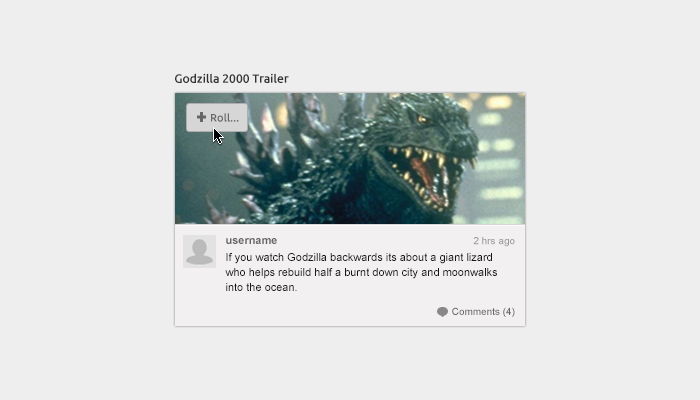 Godzilla 2000 Trailer
Roll...
username
2 hrs ago
If you watch Godzilla backwards its about a giant lizard
who helps rebuild half a burnt down city and moonwalks
into the ocean.
Comments (4)